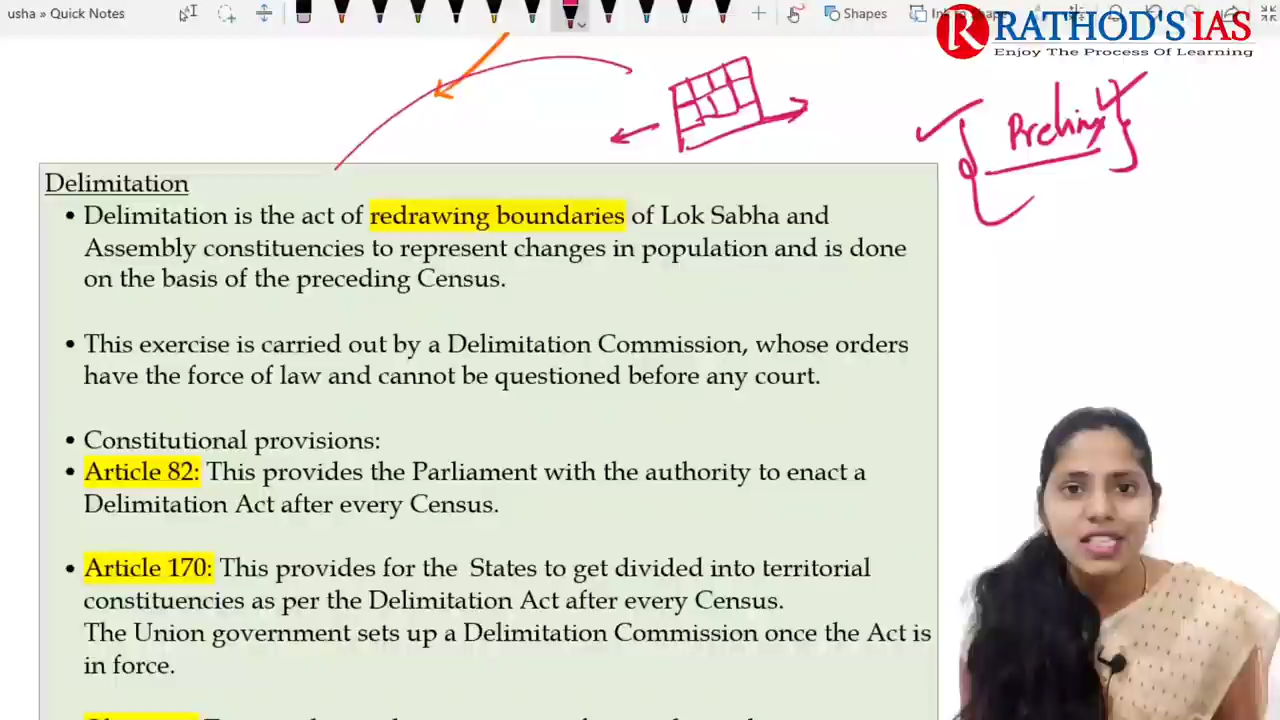 usha » Quick Notes
Shapes
RATHOD'S IAS
Enjoy The Process Of Learning
Prelims
Delimitation
• Delimitation is the act of redrawing boundaries of Lok Sabha and
Assembly constituencies to represent changes in population and is done
on the basis of the preceding Census.
• This exercise is carried out by a Delimitation Commission, whose orders
have the force of law and cannot be questioned before any court.
• Constitutional provisions:
• Article 82: This provides the Parliament with the authority to enact a
Delimitation Act after every Census.
• Article 170: This provides for the States to get divided into territorial
constituencies as per the Delimitation Act after every Census.
The Union government sets up a Delimitation Commission once the Act is
in force.